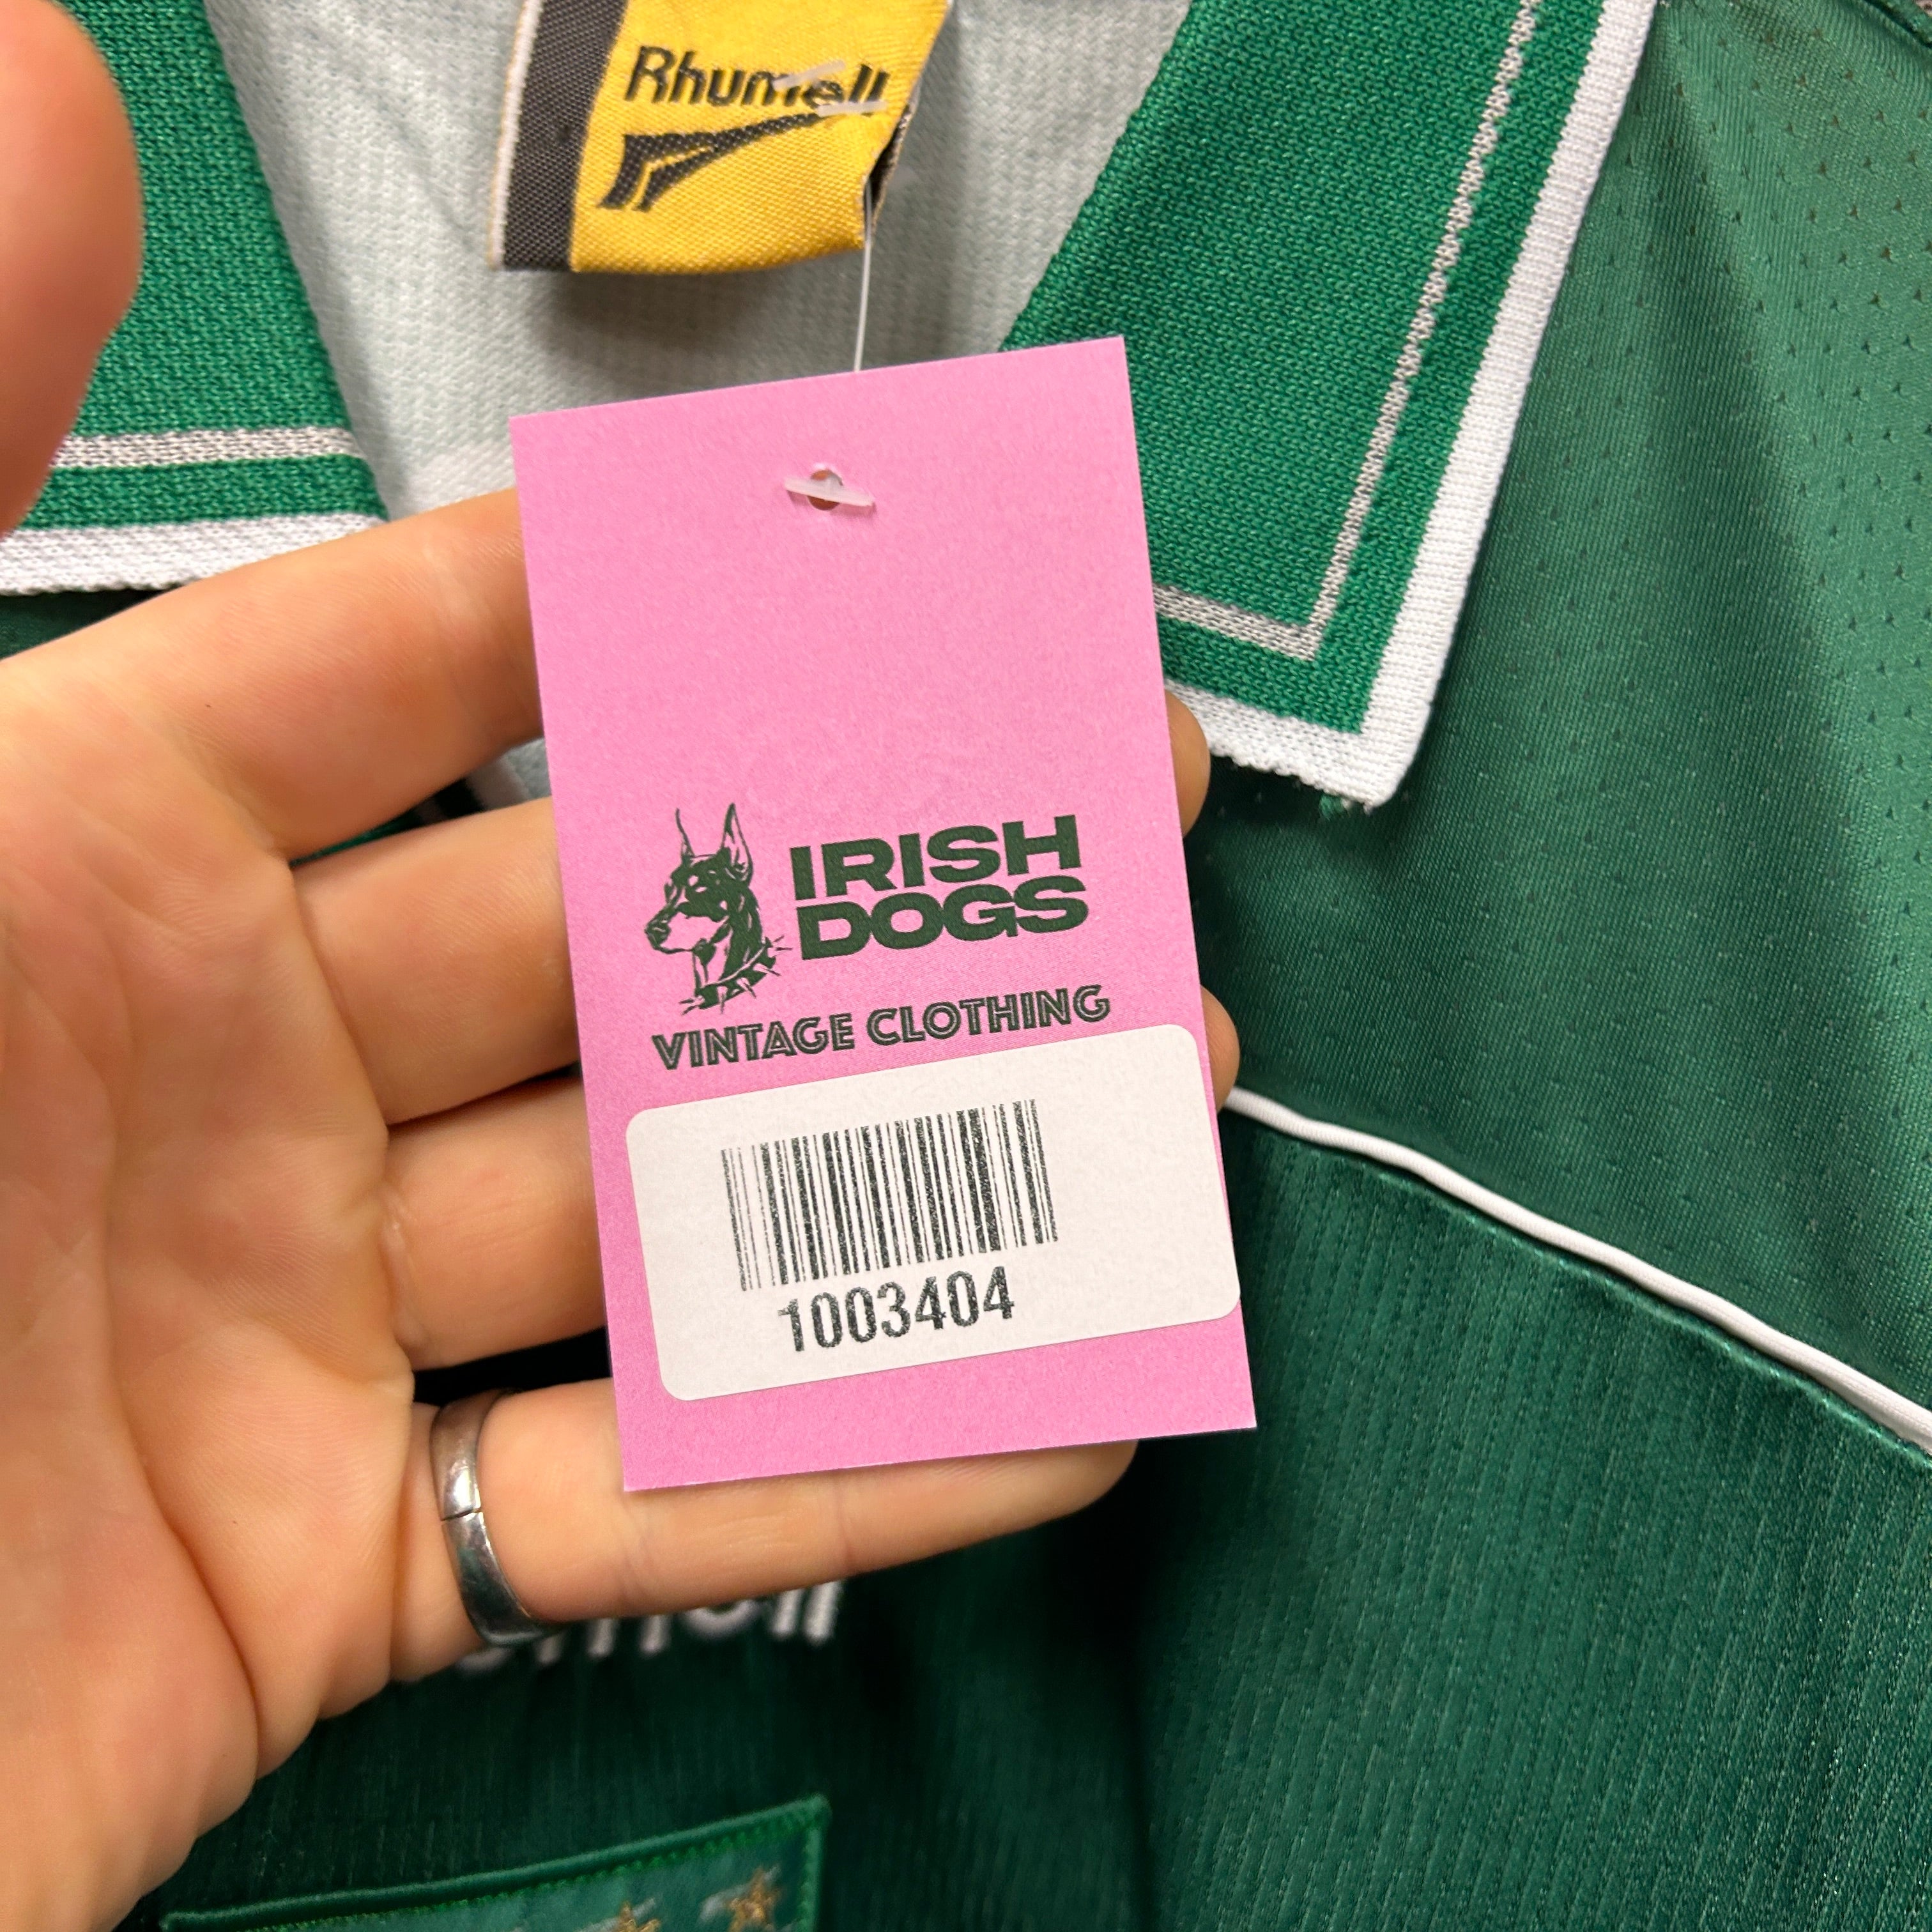 Rhumell
IRISH
DOGS
VINTAGE CLOTHING
1003404